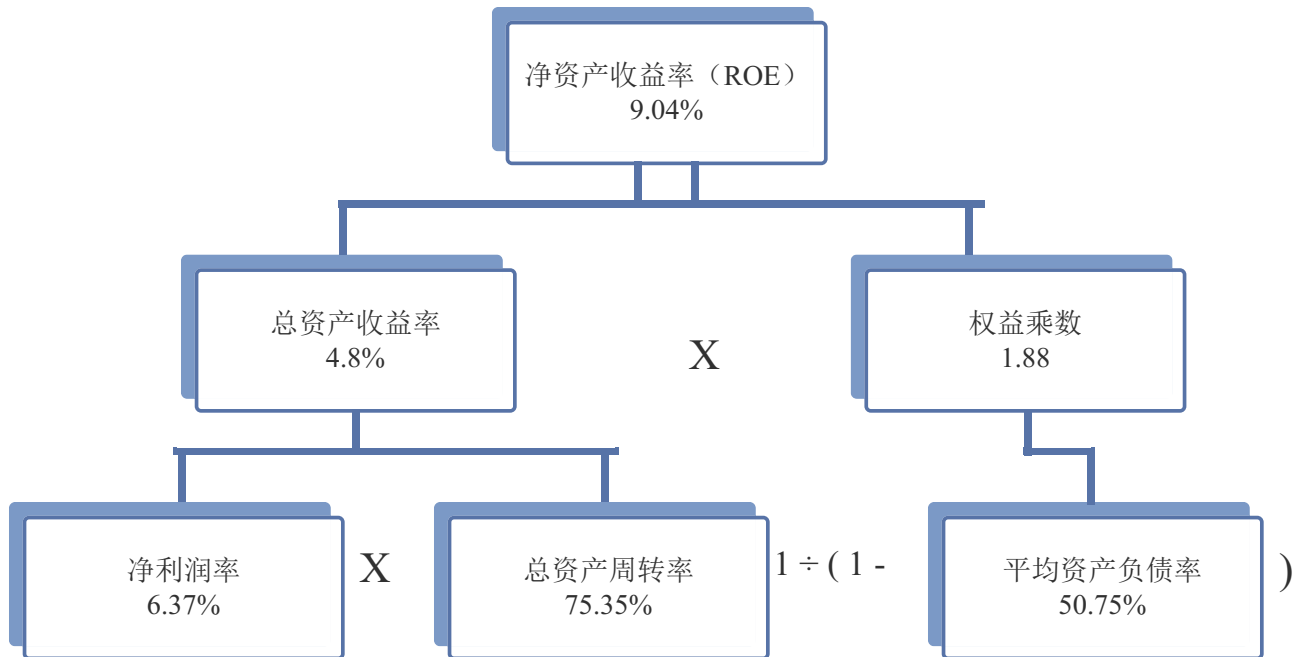 净资产收益率（ROE）
9.04%
总资产收益率
4.8%
X
权益乘数
1.88
净利润率
6.37%
X
总资产周转率
75.35%
1 ÷ ( 1 -
平均资产负债率
50.75%
)